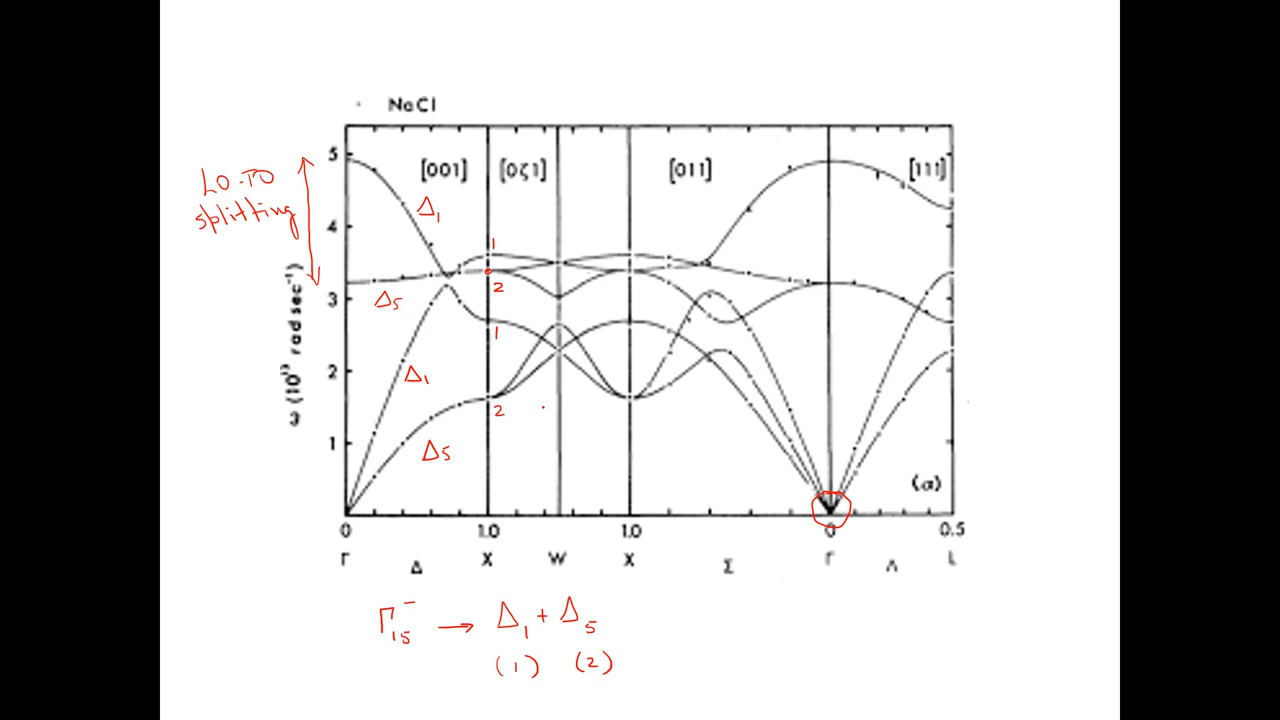 NaCl
5
4
3
2
1
ω (10¹³ rad sec⁻¹)
[001] [0ζ1] [011] [111]
LO-TO
splitting
Δ₁
Δ₅
Δ₁
Δ₅
1
2
1
2
(a)
0 1.0 1.0 0 0.5
Γ Δ X W X Σ Γ Λ L
Γ₁₅⁻ → Δ₁ + Δ₅
(1) (2)